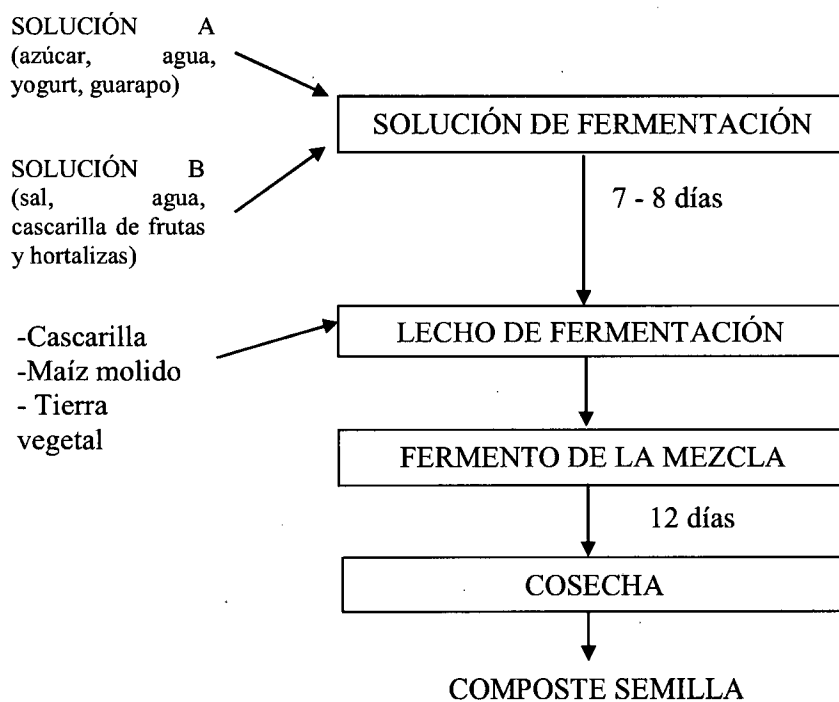 SOLUCIÓN A
(azúcar, agua,
yogurt, guarapo)
SOLUCIÓN DE FERMENTACIÓN
SOLUCIÓN B
(sal, agua,
cascarilla de frutas
y hortalizas)
7 - 8 días
-Cascarilla
-Maíz molido
- Tierra
vegetal
LECHO DE FERMENTACIÓN
FERMENTO DE LA MEZCLA
12 días
COSECHA
COMPOSTE SEMILLA